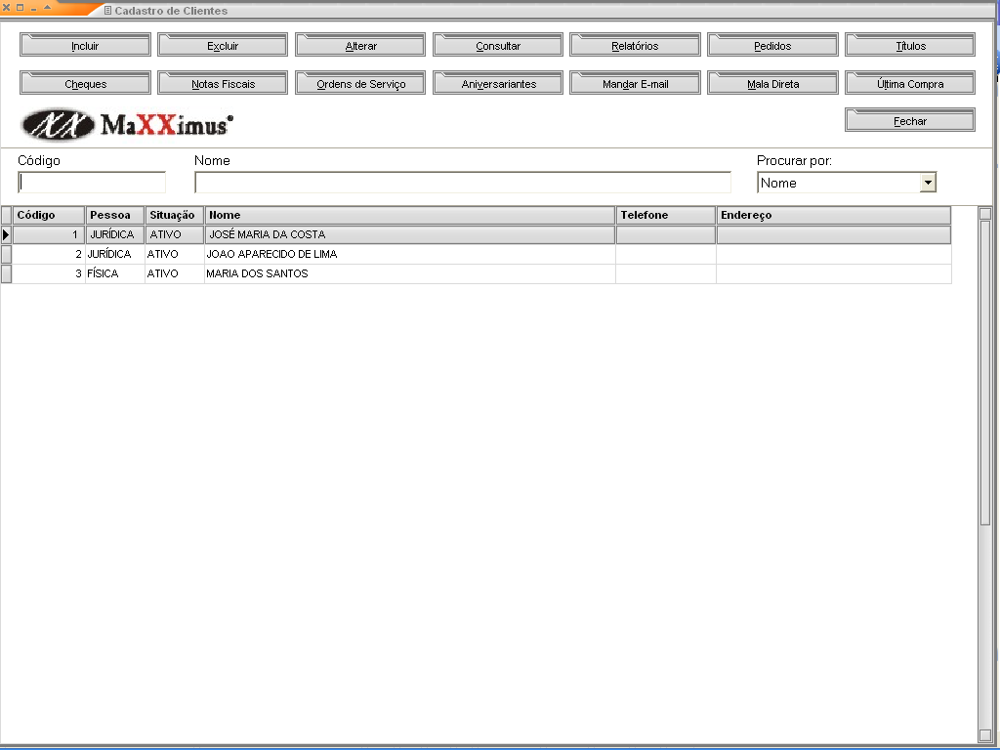 Cadastro de Clientes
Incluir Excluir Alterar Consultar Relatórios Pedidos Títulos
Cheques Notas Fiscais Ordens de Serviço Aniversariantes Mandar E-mail Mala Direta Última Compra
MaXXimus
Fechar
Código Nome Procurar por:
Nome
Código Pessoa Situação Nome Telefone Endereço
1 JURÍDICA ATIVO JOSÉ MARIA DA COSTA
2 JURÍDICA ATIVO JOAO APARECIDO DE LIMA
3 FÍSICA ATIVO MARIA DOS SANTOS